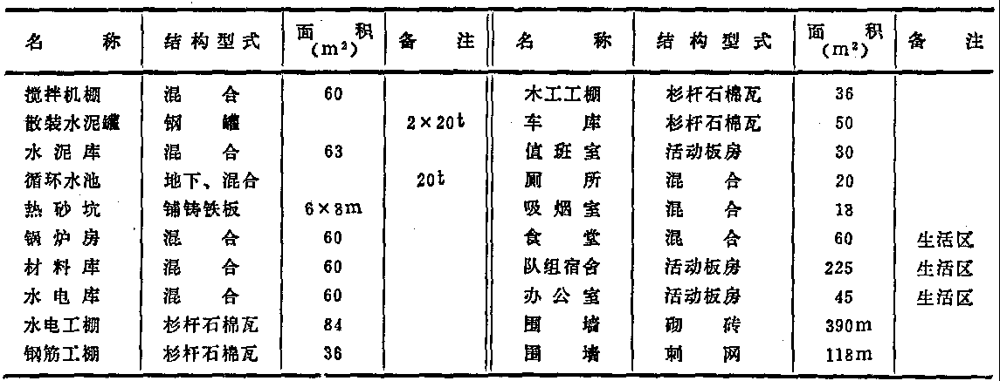 名称 结构型式 面积(m²) 备注 名称 结构型式 面积(m²) 备注
搅拌机棚 混合 60 木工工棚 杉杆石棉瓦 36
散装水泥罐 钢罐 2×20t 车库 杉杆石棉瓦 50
水泥库 混合 63 值班室 活动板房 30
循环水池 地下、混合 20t 厕所 混合 20
热砂坑 铺铸铁板 6×8m 吸烟室 混合 18
锅炉房 混合 60 食堂 混合 60 生活区
材料库 混合 60 队组宿舍 活动板房 225 生活区
水电库 混合 60 办公室 活动板房 45 生活区
水电工棚 杉杆石棉瓦 84 围墙 砌砖 390m
钢筋工棚 杉杆石棉瓦 36 围墙 刺网 118m